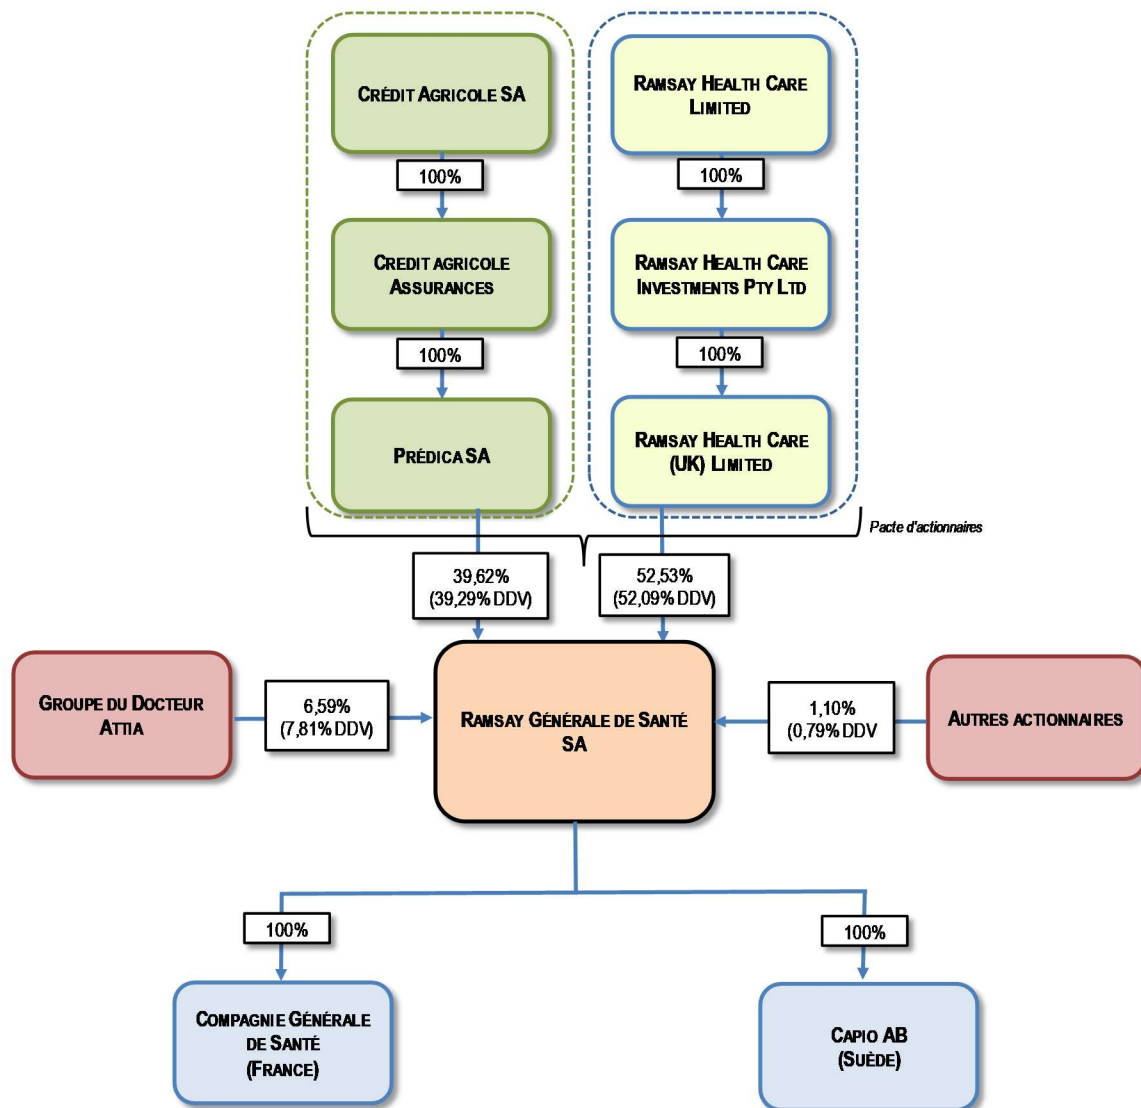 CRÉDIT AGRICOLE SA
RAMSAY HEALTH CARE
LIMITED
100%
100%
CREDIT AGRICOLE
ASSURANCES
RAMSAY HEALTH CARE
INVESTMENTS PTY LTD
100%
100%
PRÉDICA SA
RAMSAY HEALTH CARE
(UK) LIMITED
Pacte d'actionnaires
39,62%
(39,29% DDV)
52,53%
(52,09% DDV)
GROUPE DU DOCTEUR
ATTIA
6,59%
(7,81% DDV)
RAMSAY GÉNÉRALE DE SANTÉ
SA
1,10%
(0,79% DDV
AUTRES ACTIONNAIRES
100%
100%
COMPAGNIE GÉNÉRALE
DE SANTÉ
(FRANCE)
CAPIO AB
(SUÈDE)